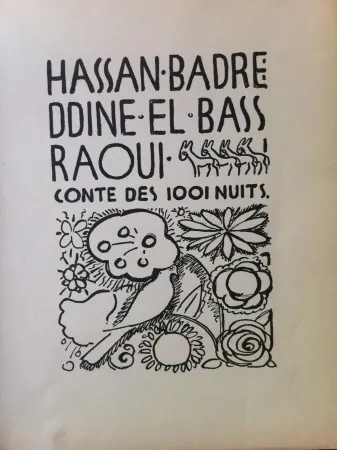 HASSAN·BADRE
DDINE·EL·BASS
RAOUI·
CONTE DES 1001 NUITS.